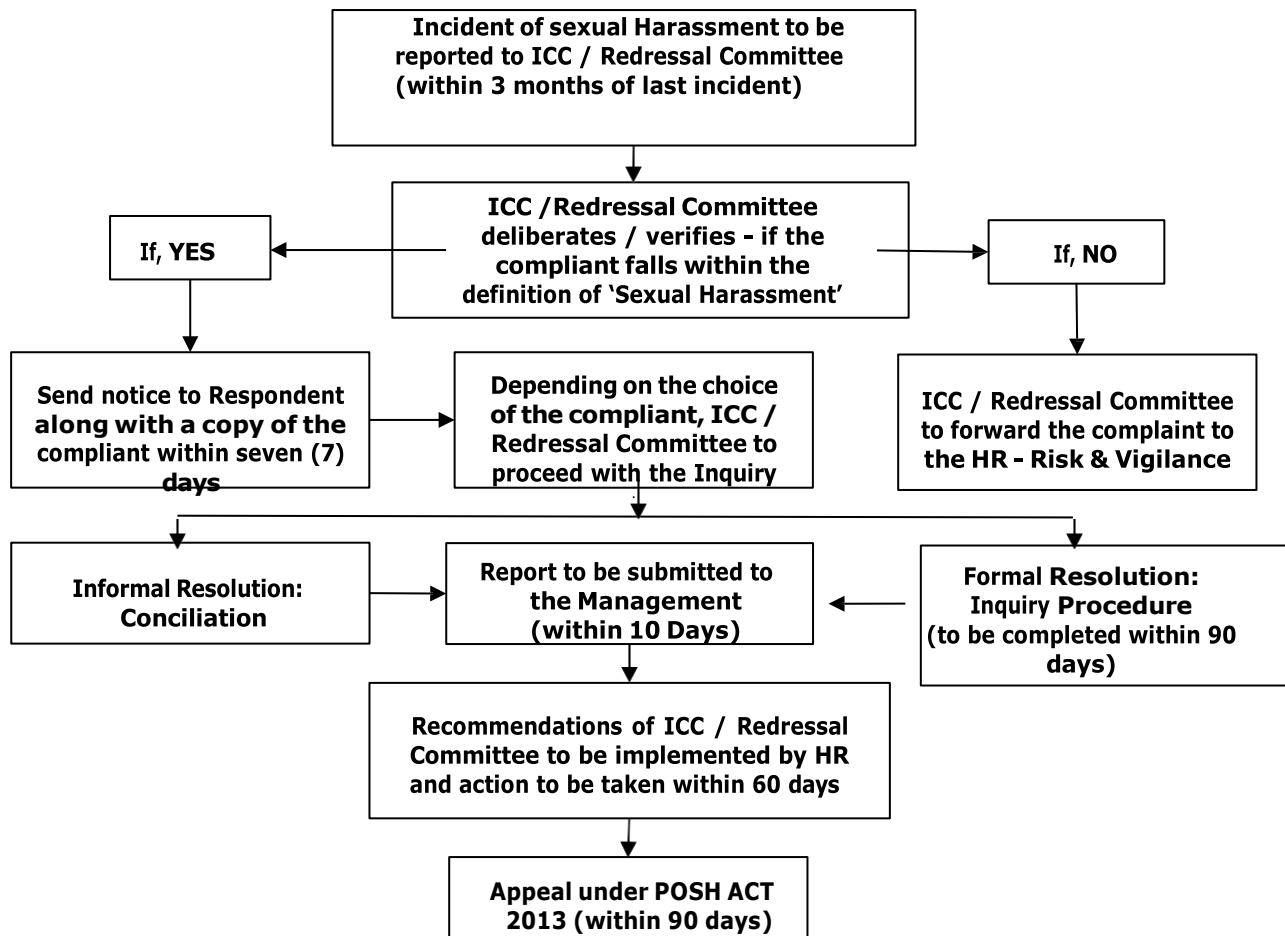 Incident of sexual Harassment to be
reported to ICC / Redressal Committee
(within 3 months of last incident)
ICC /Redressal Committee
deliberates / verifies – if the
compliant falls within the
definition of ‘Sexual Harassment’
If, YES
If, NO
Send notice to Respondent
along with a copy of the
compliant within seven (7)
days
Depending on the choice
of the compliant, ICC /
Redressal Committee to
proceed with the Inquiry
.
ICC / Redressal Committee
to forward the complaint to
the HR – Risk & Vigilance
Informal Resolution:
Conciliation
Report to be submitted to
the Management
(within 10 Days)
Formal Resolution:
Inquiry Procedure
(to be completed within 90
days)
Recommendations of ICC / Redressal
Committee to be implemented by HR
and action to be taken within 60 days
Appeal under POSH ACT
2013 (within 90 days)